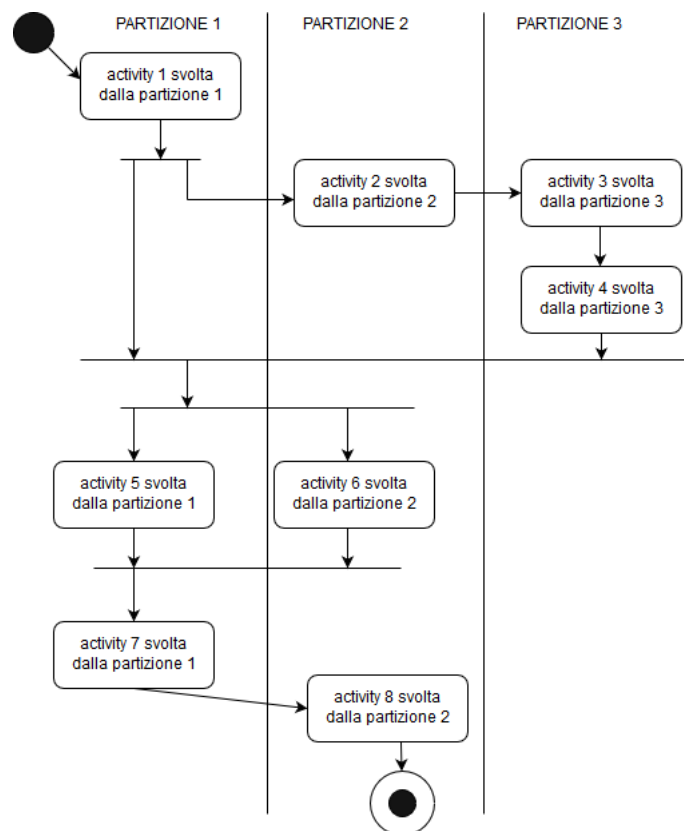 PARTIZIONE 1
PARTIZIONE 2
PARTIZIONE 3
activity 1 svolta
dalla partizione 1
activity 2 svolta
dalla partizione 2
activity 3 svolta
dalla partizione 3
activity 4 svolta
dalla partizione 3
activity 5 svolta
dalla partizione 1
activity 6 svolta
dalla partizione 2
activity 7 svolta
dalla partizione 1
activity 8 svolta
dalla partizione 2